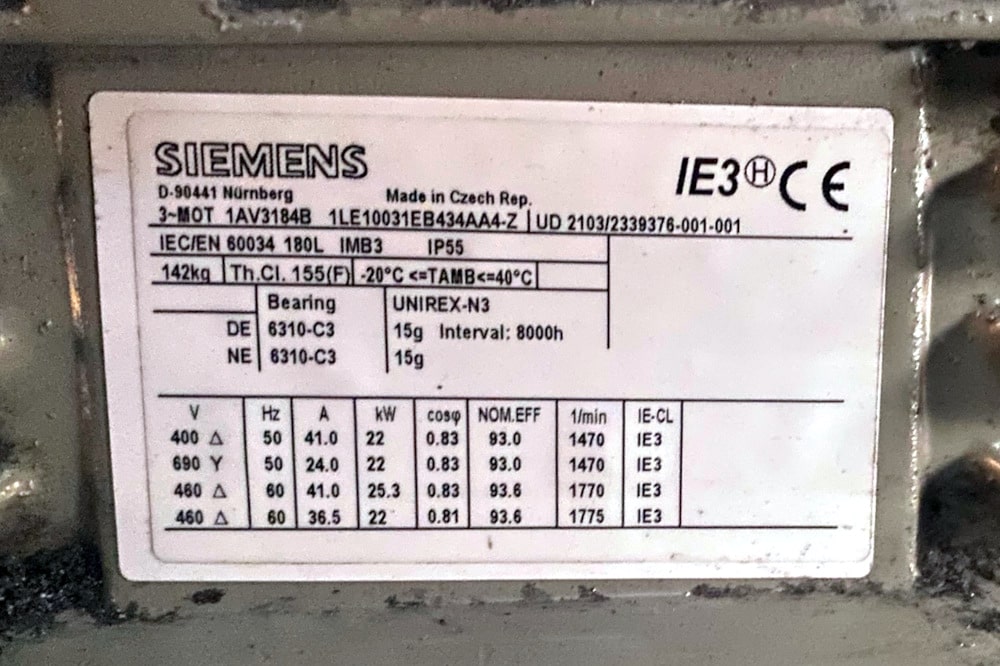 SIEMENS
IE3 Ⓗ CE
D-90441 Nürnberg Made in Czech Rep.
3~MOT 1AV3184B 1LE10031EB434AA4-Z UD 2103/2339376-001-001
IEC/EN 60034 180L IMB3 IP55
142kg Th.Cl. 155(F) -20°C <=TAMB<=40°C
Bearing UNIREX-N3
DE 6310-C3 15g Interval: 8000h
NE 6310-C3 15g
V Hz A kW cosφ NOM.EFF 1/min IE-CL
400 Δ 50 41.0 22 0.83 93.0 1470 IE3
690 Y 50 24.0 22 0.83 93.0 1470 IE3
460 Δ 60 41.0 25.3 0.83 93.6 1770 IE3
460 Δ 60 36.5 22 0.81 93.6 1775 IE3